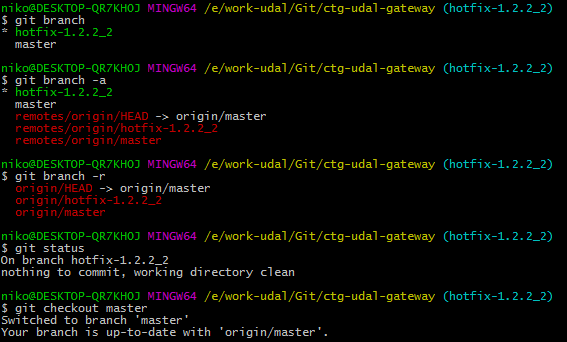 niko@DESKTOP-QR7KHOJ MINGW64 /e/work-udal/Git/ctg-udal-gateway (hotfix-1.2.2_2)
$ git branch
* hotfix-1.2.2_2
  master
niko@DESKTOP-QR7KHOJ MINGW64 /e/work-udal/Git/ctg-udal-gateway (hotfix-1.2.2_2)
$ git branch -a
* hotfix-1.2.2_2
  master
  remotes/origin/HEAD -> origin/master
  remotes/origin/hotfix-1.2.2_2
  remotes/origin/master
niko@DESKTOP-QR7KHOJ MINGW64 /e/work-udal/Git/ctg-udal-gateway (hotfix-1.2.2_2)
$ git branch -r
  origin/HEAD -> origin/master
  origin/hotfix-1.2.2_2
  origin/master
niko@DESKTOP-QR7KHOJ MINGW64 /e/work-udal/Git/ctg-udal-gateway (hotfix-1.2.2_2)
$ git status
On branch hotfix-1.2.2_2
nothing to commit, working directory clean
niko@DESKTOP-QR7KHOJ MINGW64 /e/work-udal/Git/ctg-udal-gateway (hotfix-1.2.2_2)
$ git checkout master
Switched to branch 'master'
Your branch is up-to-date with 'origin/master'.